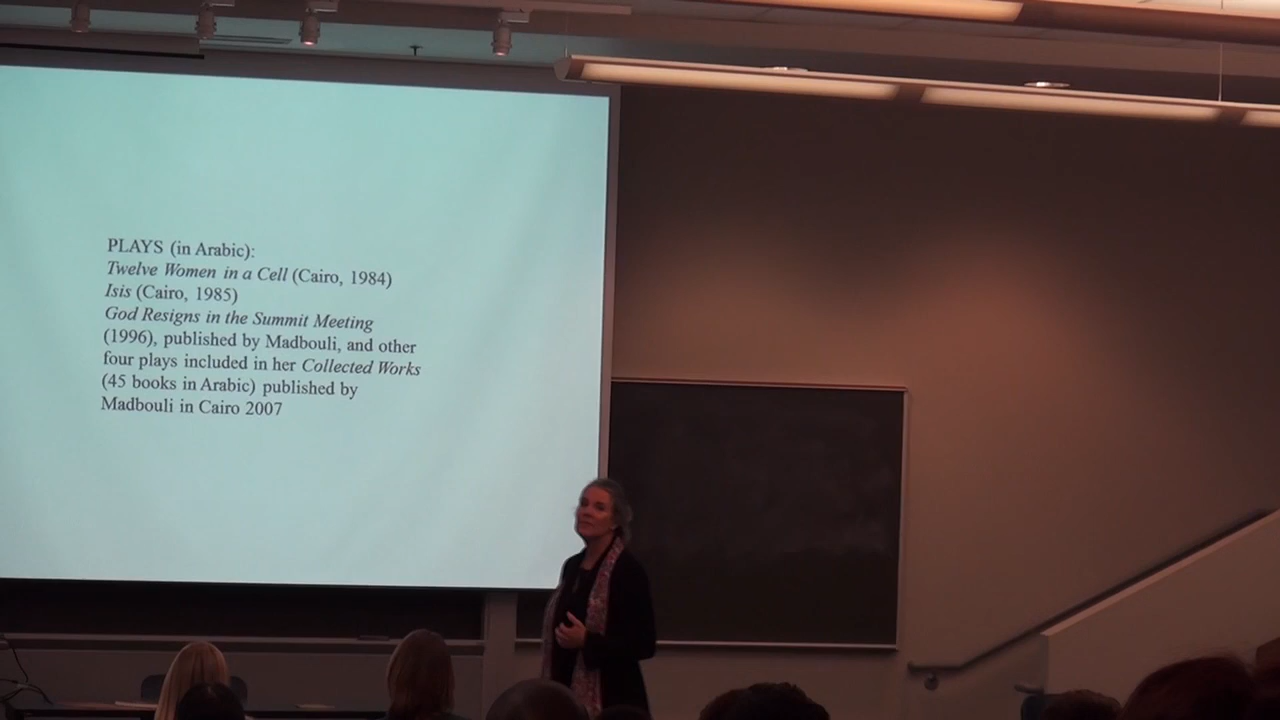 PLAYS (in Arabic):
Twelve Women in a Cell (Cairo, 1984)
Isis (Cairo, 1985)
God Resigns in the Summit Meeting
(1996), published by Madbouli, and other
four plays included in her Collected Works
(45 books in Arabic) published by
Madbouli in Cairo 2007